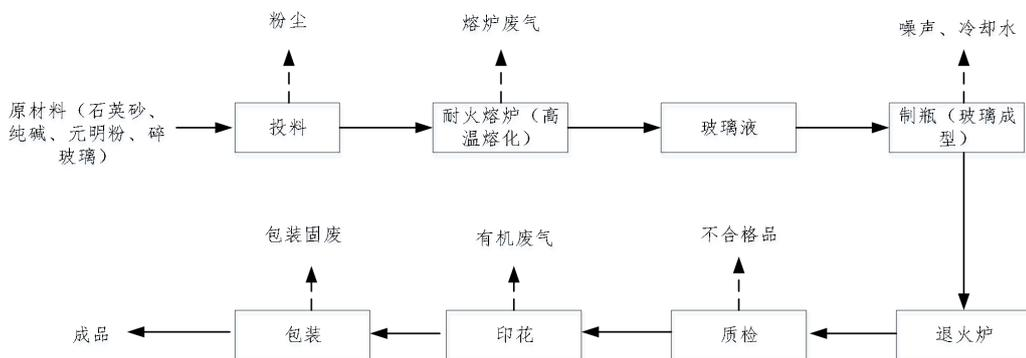 粉尘
熔炉废气
噪声、冷却水
原材料（石英砂、
纯碱、元明粉、碎
玻璃）
投料
耐火熔炉（高
温熔化）
玻璃液
制瓶（玻璃成
型）
包装固废
有机废气
不合格品
成品
包装
印花
质检
退火炉